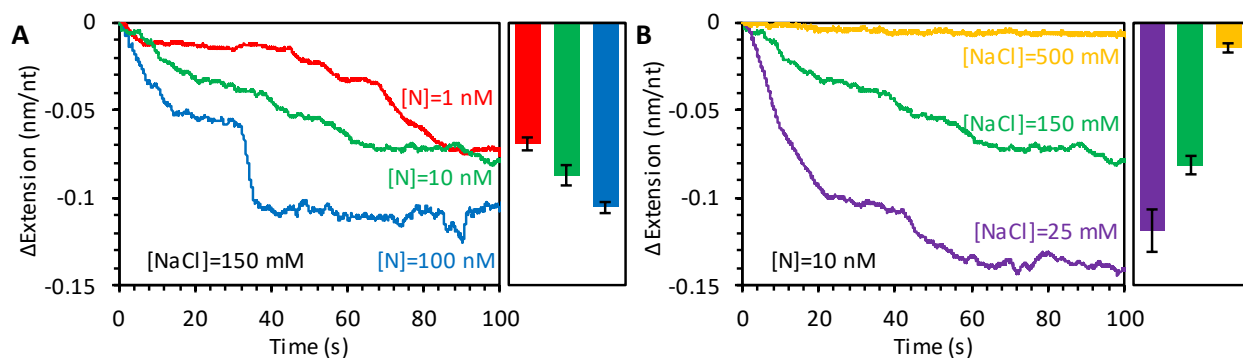 A
ΔExtension (nm/nt)
0
-0.05
-0.1
-0.15
[N]=1 nM
[N]=10 nM
[NaCl]=150 mM
[N]=100 nM
0
20
40
60
80
100
Time (s)
B
ΔExtension (nm/nt)
0
-0.05
-0.1
-0.15
[NaCl]=500 mM
[NaCl]=150 mM
[NaCl]=25 mM
[N]=10 nM
0
20
40
60
80
100
Time (s)